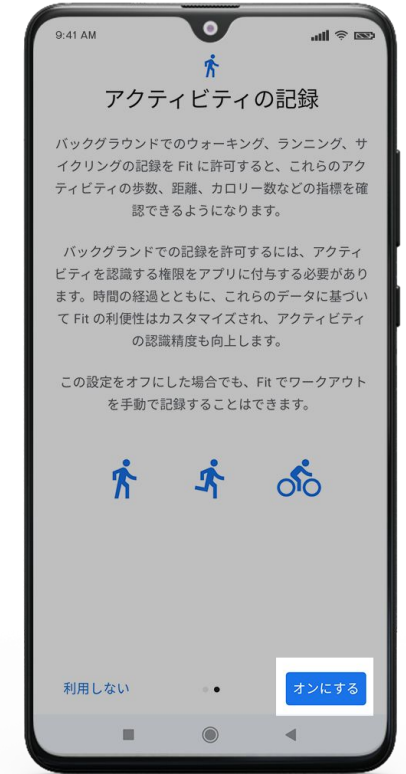 9:41 AM
アクティビティの記録
バックグラウンドでのウォーキング、ランニング、サ
イクリングの記録を Fit に許可すると、これらのアク
ティビティの歩数、距離、カロリー数などの指標を確
認できるようになります。
バックグランドでの記録を許可するには、アクティ
ビティを認識する権限をアプリに付与する必要があり
ます。時間の経過とともに、これらのデータに基づい
て Fit の利便性はカスタマイズされ、アクティビティ
の認識精度も向上します。
この設定をオフにした場合でも、Fit でワークアウト
を手動で記録することはできます。
利用しない
オンにする